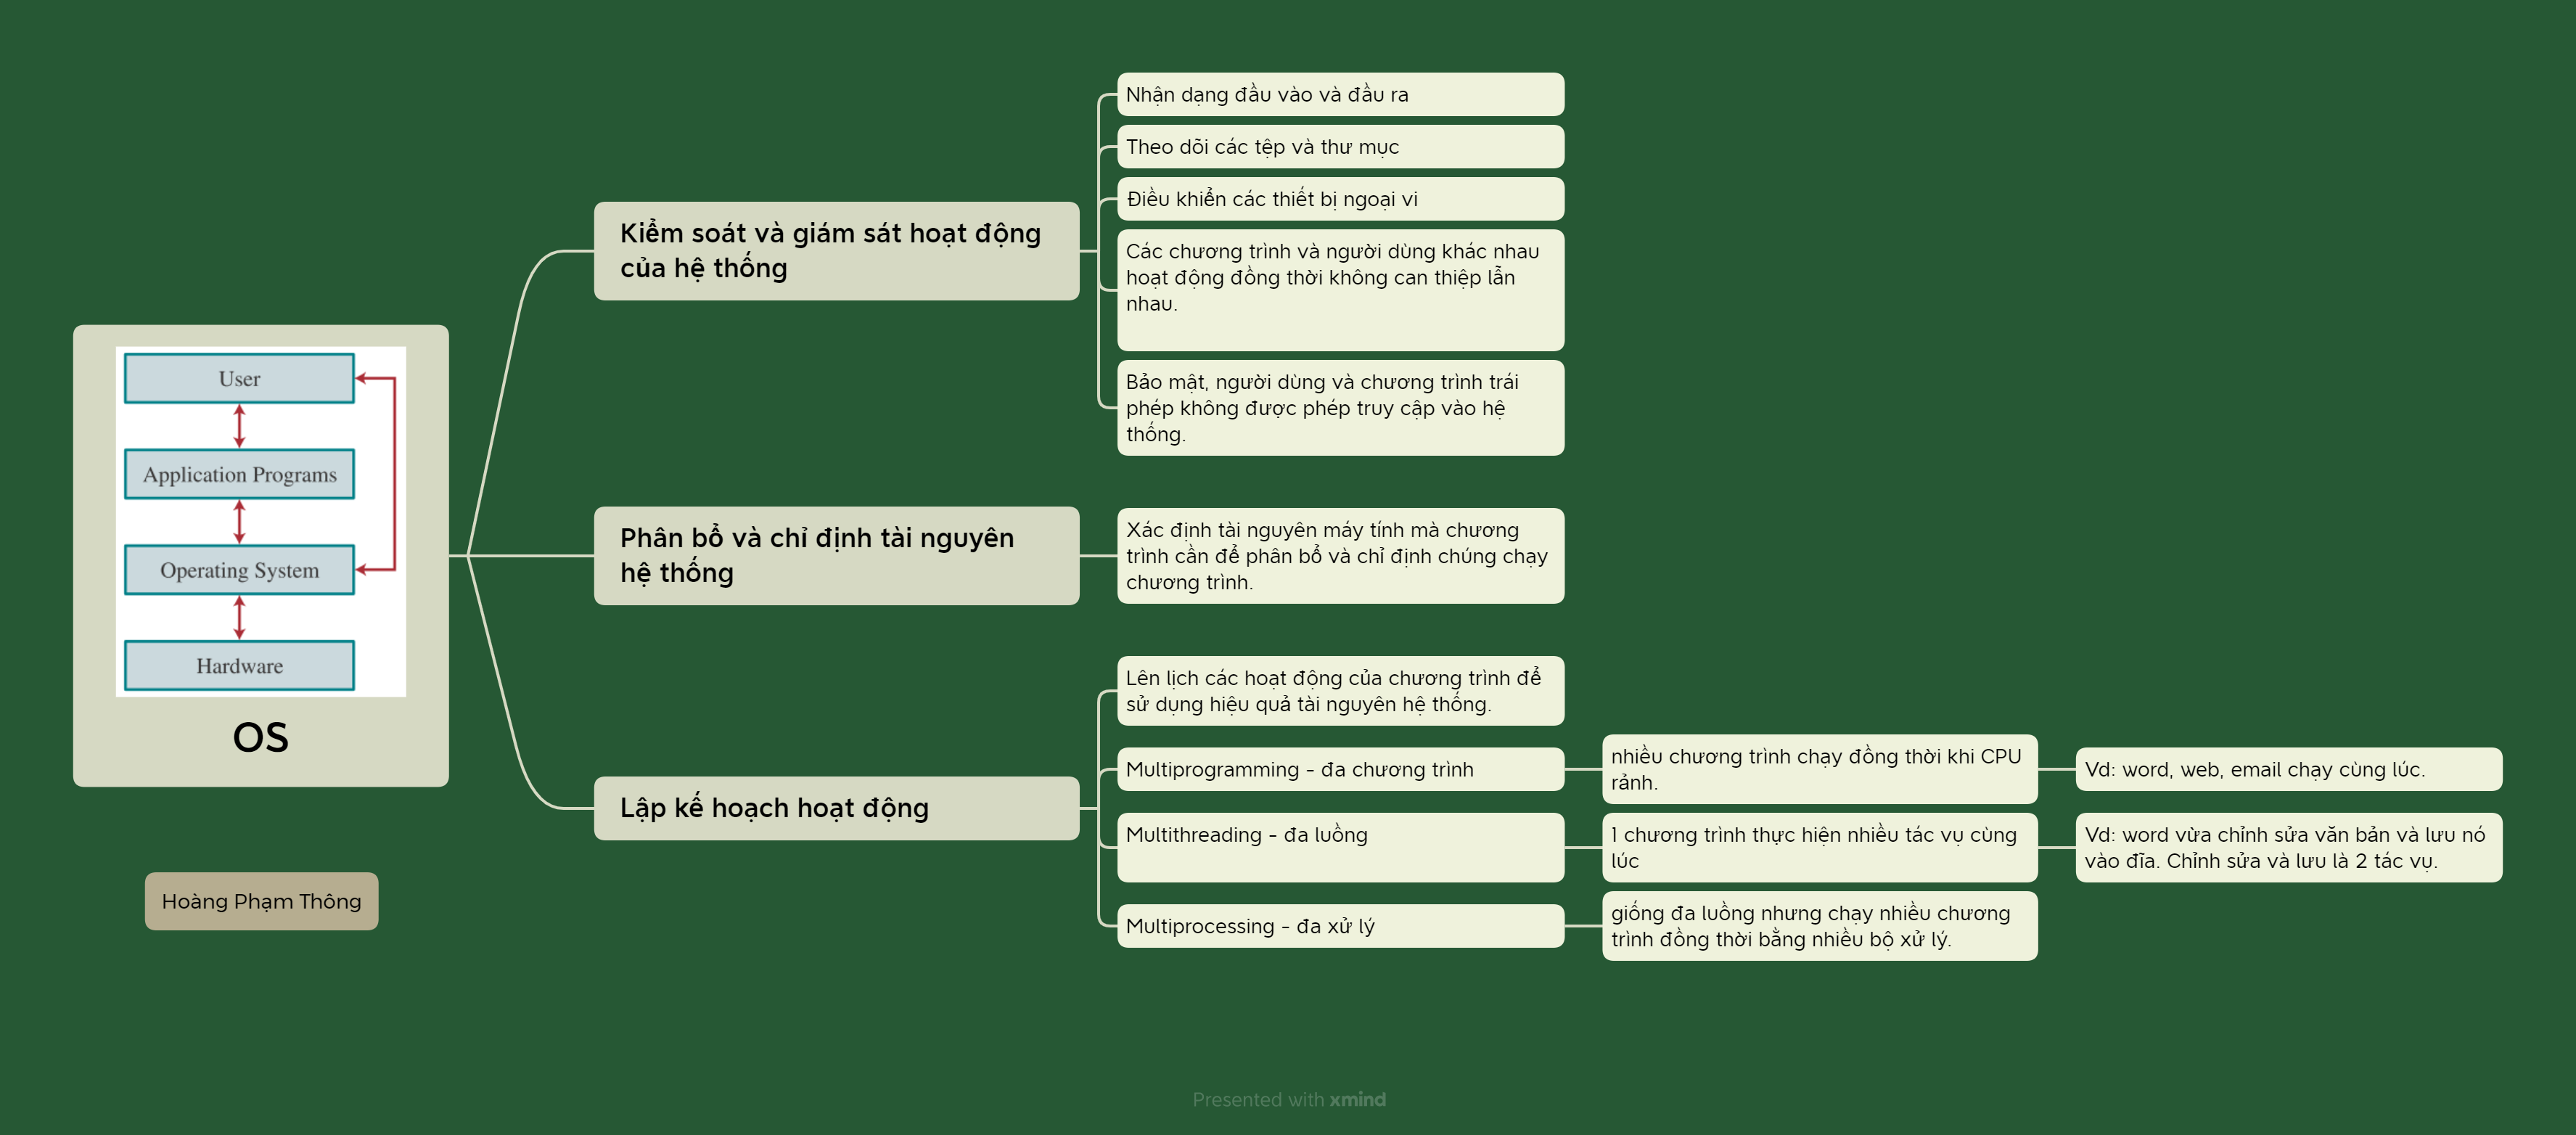 User
Application Programs
Operating System
Hardware
OS
Hoàng Phạm Thông
Kiểm soát và giám sát hoạt động
của hệ thống
Nhận dạng đầu vào và đầu ra
Theo dõi các tệp và thư mục
Điều khiển các thiết bị ngoại vi
Các chương trình và người dùng khác nhau
hoạt động đồng thời không can thiệp lẫn
nhau.
Bảo mật, người dùng và chương trình trái
phép không được phép truy cập vào hệ
thống.
Phân bổ và chỉ định tài nguyên
hệ thống
Xác định tài nguyên máy tính mà chương
trình cần để phân bổ và chỉ định chúng chạy
chương trình.
Lập kế hoạch hoạt động
Lên lịch các hoạt động của chương trình để
sử dụng hiệu quả tài nguyên hệ thống.
Multiprogramming - đa chương trình
nhiều chương trình chạy đồng thời khi CPU
rảnh.
Vd: word, web, email chạy cùng lúc.
Multithreading - đa luồng
1 chương trình thực hiện nhiều tác vụ cùng
lúc
Vd: word vừa chỉnh sửa văn bản và lưu nó
vào đĩa. Chỉnh sửa và lưu là 2 tác vụ.
Multiprocessing - đa xử lý
giống đa luồng nhưng chạy nhiều chương
trình đồng thời bằng nhiều bộ xử lý.
Presented with xmind